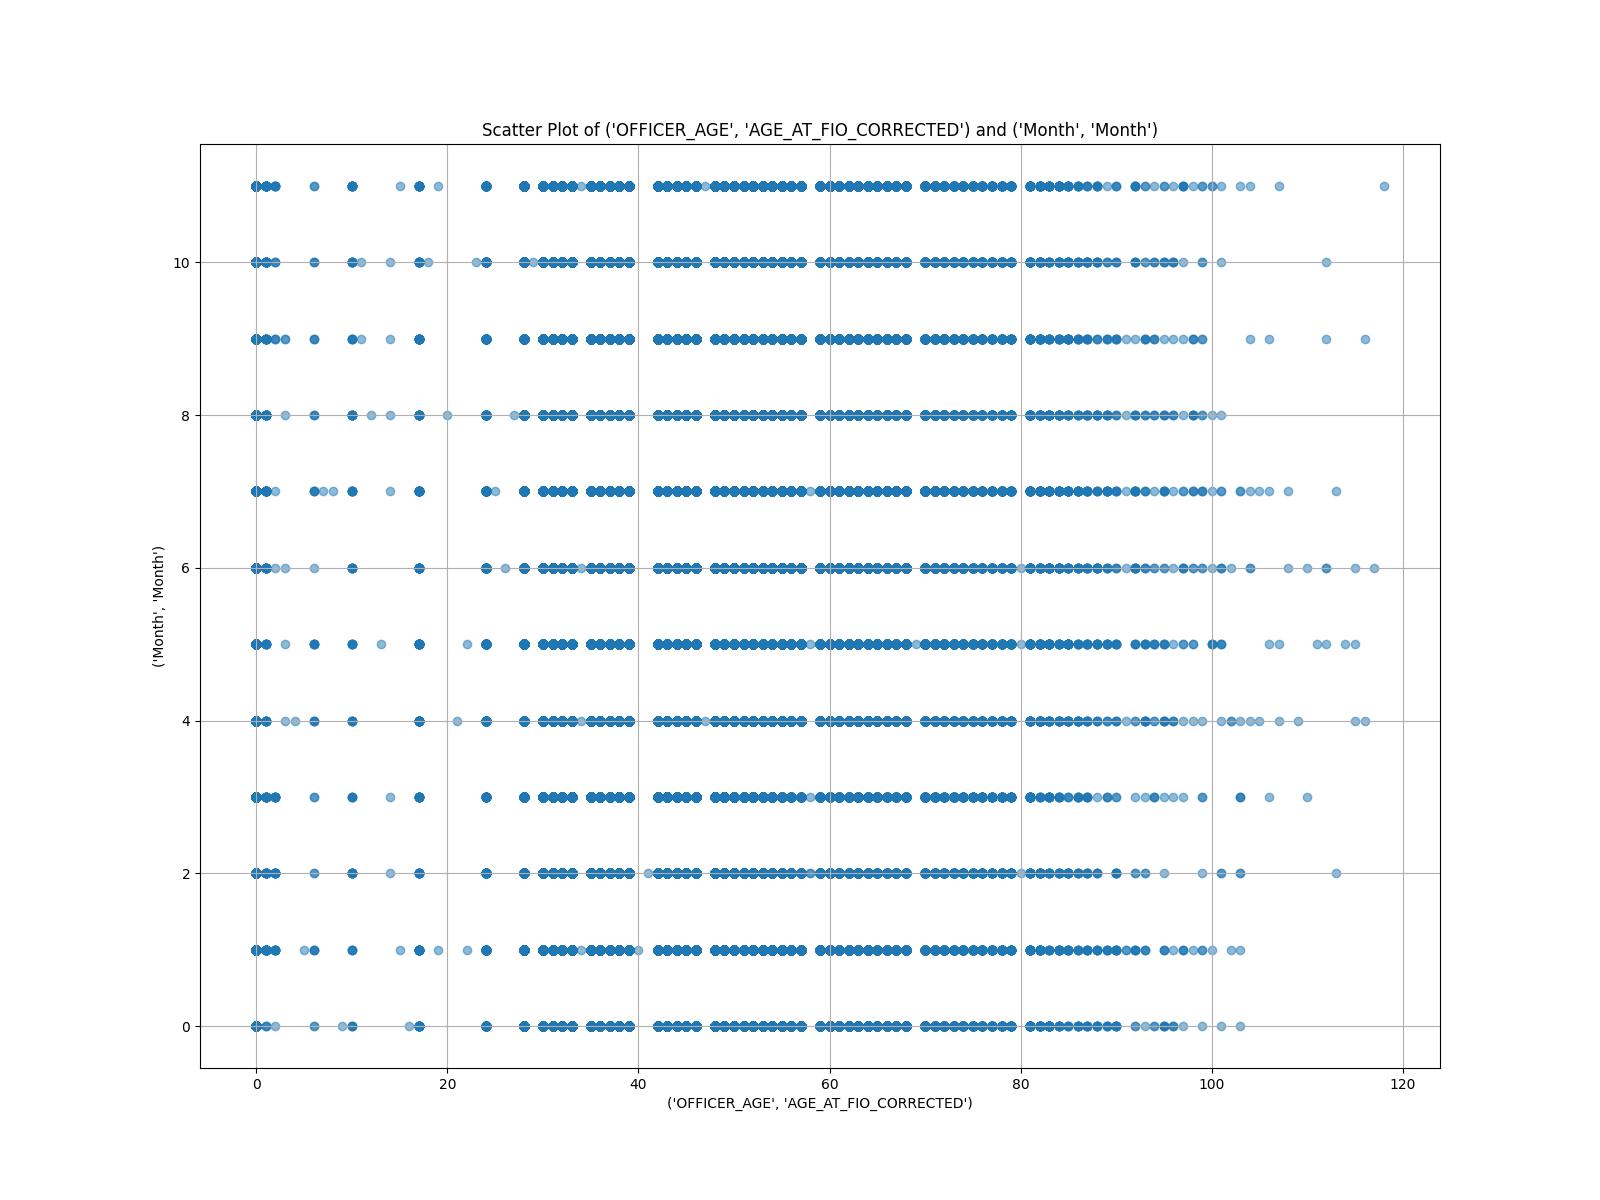 Scatter Plot of ('OFFICER_AGE', 'AGE_AT_FIO_CORRECTED') and ('Month', 'Month')
('Month', 'Month')
10
8
6
4
2
0
0 20 40 60 80 100 120
('OFFICER_AGE', 'AGE_AT_FIO_CORRECTED')